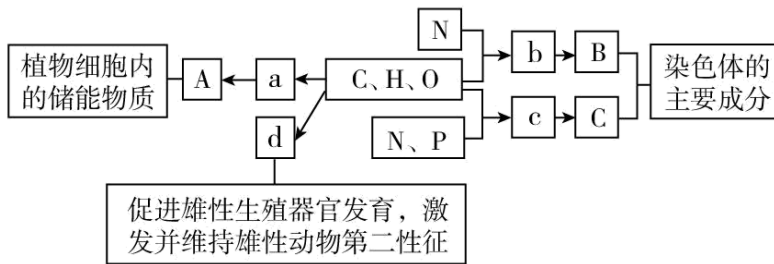 N
b
B
植物细胞内
的储能物质
A
a
C、H、O
染色体的
主要成分
d
N、P
c
C
促进雄性生殖器官发育，激
发并维持雄性动物第二性征